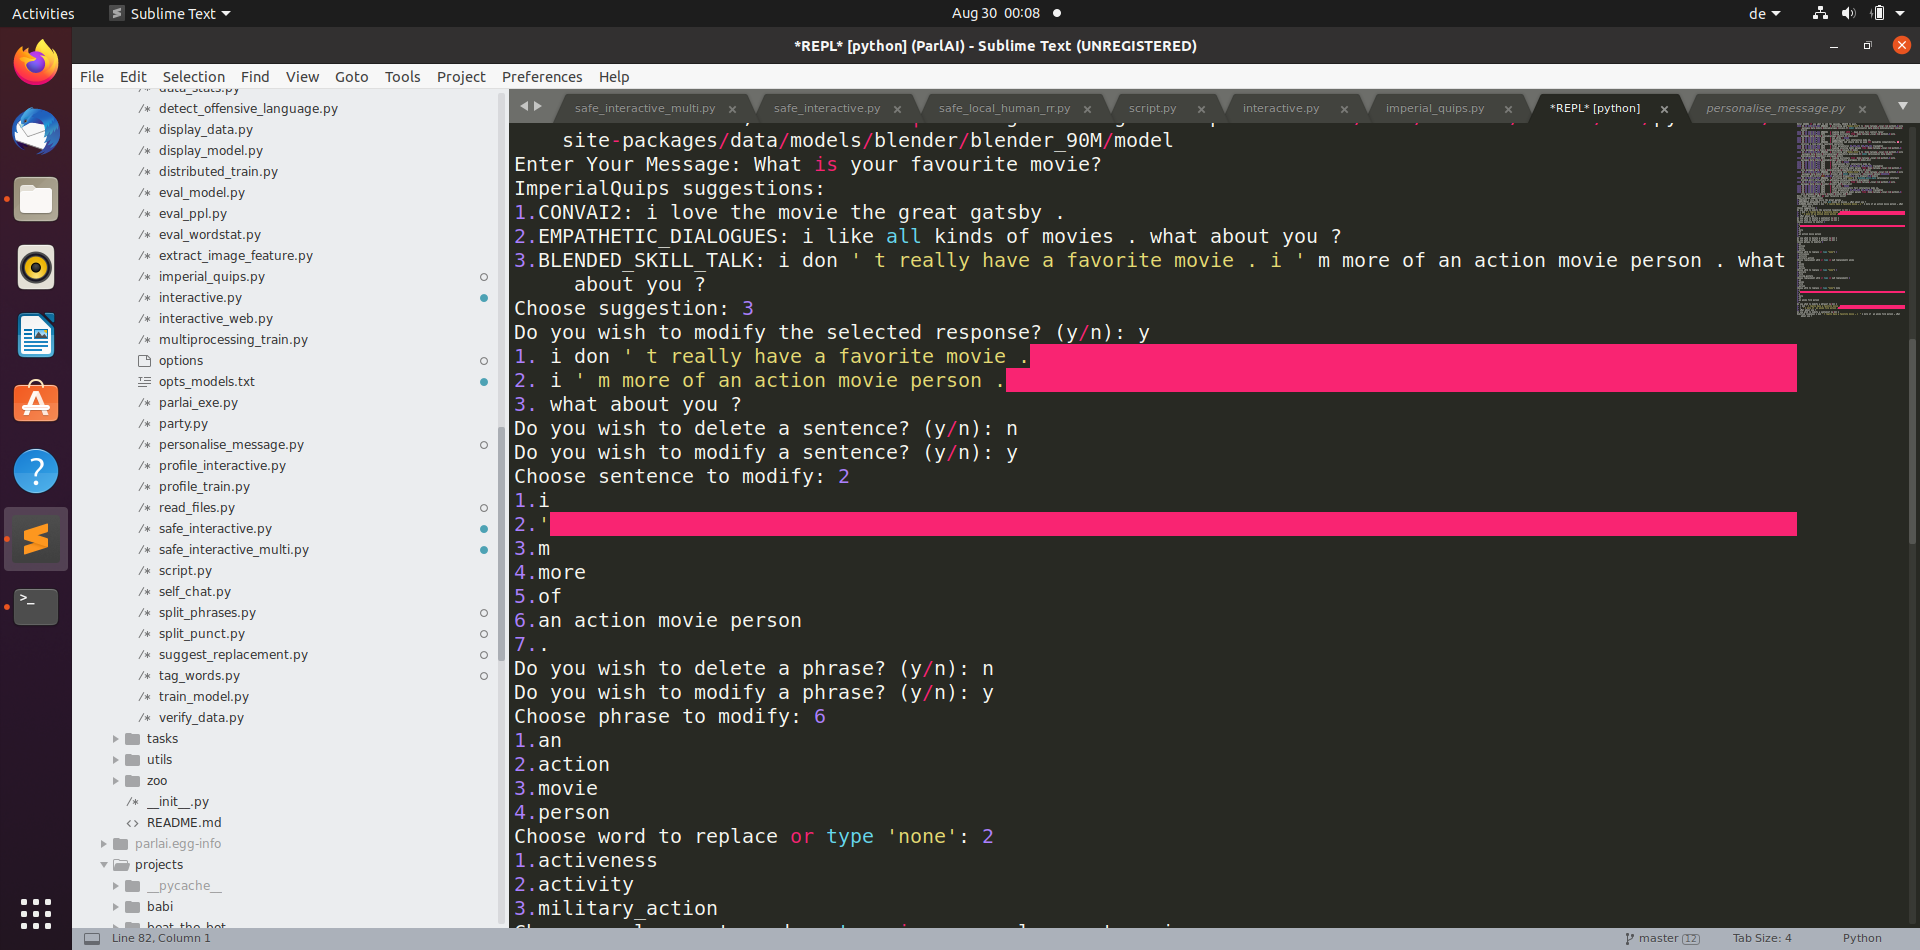 Activities
Sublime Text
Aug 30 00:08
de
*REPL* [python] (ParlAI) - Sublime Text (UNREGISTERED)
File Edit Selection Find View Goto Tools Project Preferences Help
safe_interactive_multi.py
safe_interactive.py
safe_local_human_rr.py
script.py
interactive.py
imperial_quips.py
*REPL* [python]
personalise_message.py
data_stats.py
detect_offensive_language.py
display_data.py
display_model.py
distributed_train.py
eval_model.py
eval_ppl.py
eval_wordstat.py
extract_image_feature.py
imperial_quips.py
interactive.py
interactive_web.py
multiprocessing_train.py
options
opts_models.txt
parlai_exe.py
party.py
personalise_message.py
profile_interactive.py
profile_train.py
read_files.py
safe_interactive.py
safe_interactive_multi.py
script.py
self_chat.py
split_phrases.py
split_punct.py
suggest_replacement.py
tag_words.py
train_model.py
verify_data.py
tasks
utils
zoo
__init__.py
README.md
parlai.egg-info
projects
__pycache__
babi
site-packages/data/models/blender/blender_90M/model
Enter Your Message: What is your favourite movie?
ImperialQuips suggestions:
1.CONVAI2: i love the movie the great gatsby .
2.EMPATHETIC_DIALOGUES: i like all kinds of movies . what about you ?
3.BLENDED_SKILL_TALK: i don ' t really have a favorite movie . i ' m more of an action movie person . what
about you ?
Choose suggestion: 3
Do you wish to modify the selected response? (y/n): y
1. i don ' t really have a favorite movie .
2. i ' m more of an action movie person .
3. what about you ?
Do you wish to delete a sentence? (y/n): n
Do you wish to modify a sentence? (y/n): y
Choose sentence to modify: 2
1.i
2.'
3.m
4.more
5.of
6.an action movie person
7..
Do you wish to delete a phrase? (y/n): n
Do you wish to modify a phrase? (y/n): y
Choose phrase to modify: 6
1.an
2.action
3.movie
4.person
Choose word to replace or type 'none': 2
1.activeness
2.activity
3.military_action
Line 82, Column 1
master 12
Tab Size: 4
Python